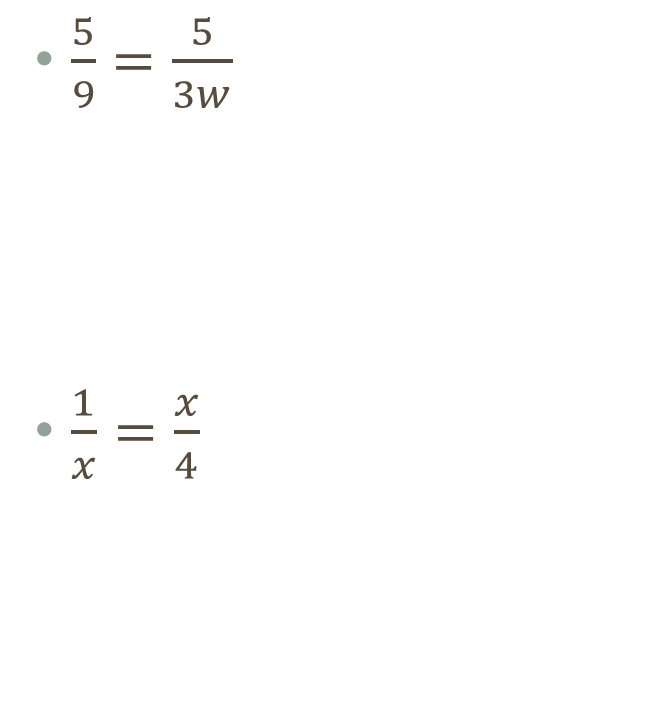 • 5/9 = 5/3w
• 1/x = x/4